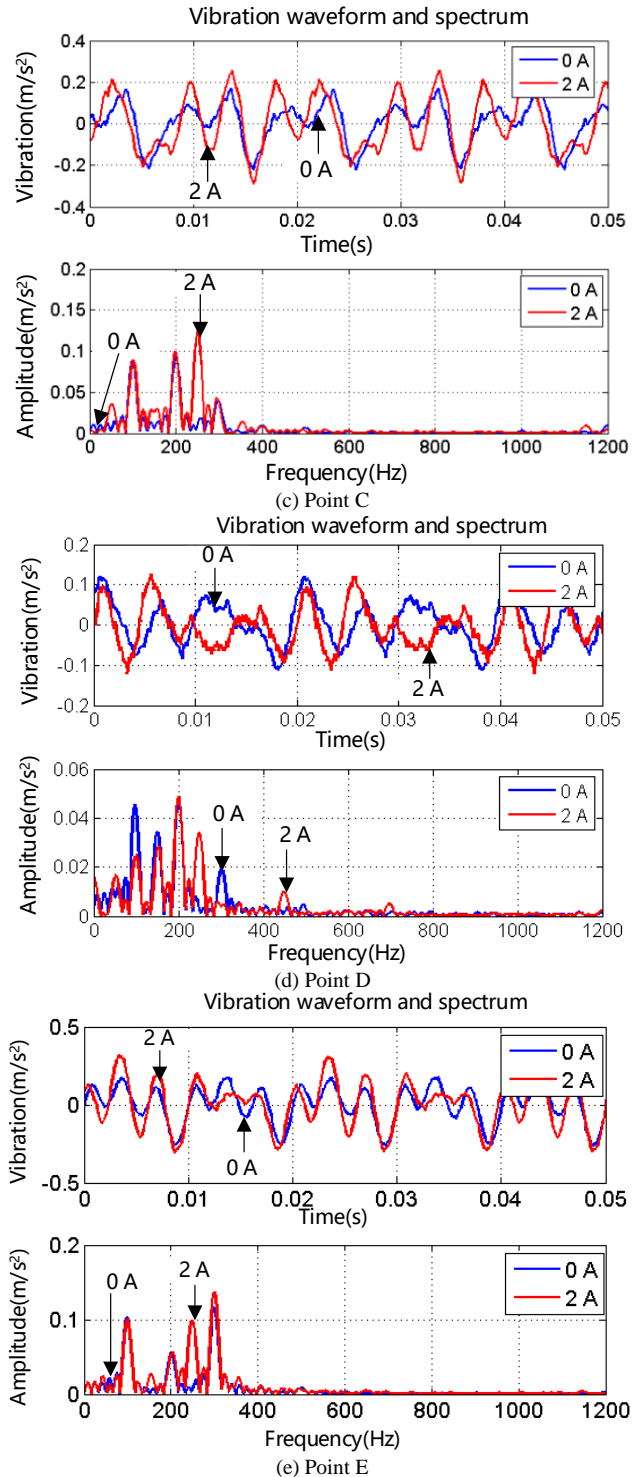 Vibration waveform and spectrum
0.4
0.2
0
-0.2
-0.4
Vibration(m/s²)
0 A
2 A
2 A
0 A
0 0.01 0.02 0.03 0.04 0.05
Time(s)
0.2
0.15
0.1
0.05
0
Amplitude(m/s²)
0 A
2 A
0 A
2 A
0 200 400 600 800 1000 1200
Frequency(Hz)
(c) Point C
Vibration waveform and spectrum
0.2
0.1
0
-0.1
-0.2
Vibration(m/s²)
0 A
0 A
2 A
2 A
0 0.01 0.02 0.03 0.04 0.05
Time(s)
0.06
0.04
0.02
0
Amplitude(m/s²)
0 A
2 A
0 A
2 A
0 200 400 600 800 1000 1200
Frequency(Hz)
(d) Point D
Vibration waveform and spectrum
0.5
0
-0.5
Vibration(m/s²)
2 A
0 A
2 A
0 A
0 0.01 0.02 0.03 0.04 0.05
Time(s)
0.2
0.1
0
Amplitude(m/s²)
0 A
2 A
0 A
2 A
0 200 400 600 800 1000 1200
Frequency(Hz)
(e) Point E